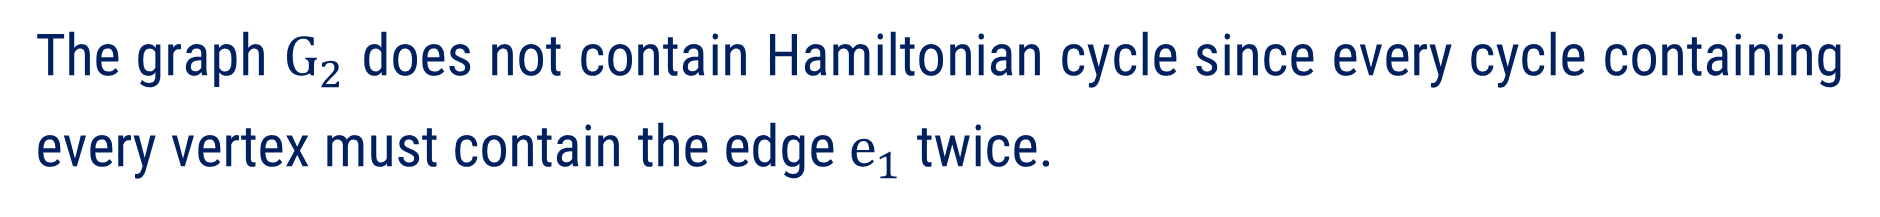 The graph G₂ does not contain Hamiltonian cycle since every cycle containing
every vertex must contain the edge e₁ twice.